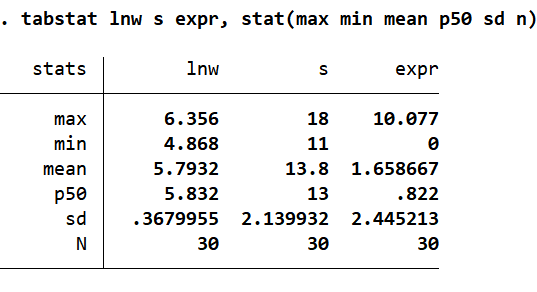 . tabstat lnw s expr, stat(max min mean p50 sd n)
stats lnw s expr
max 6.356 18 10.077
min 4.868 11 0
mean 5.7932 13.8 1.658667
p50 5.832 13 .822
sd .3679955 2.139932 2.445213
N 30 30 30